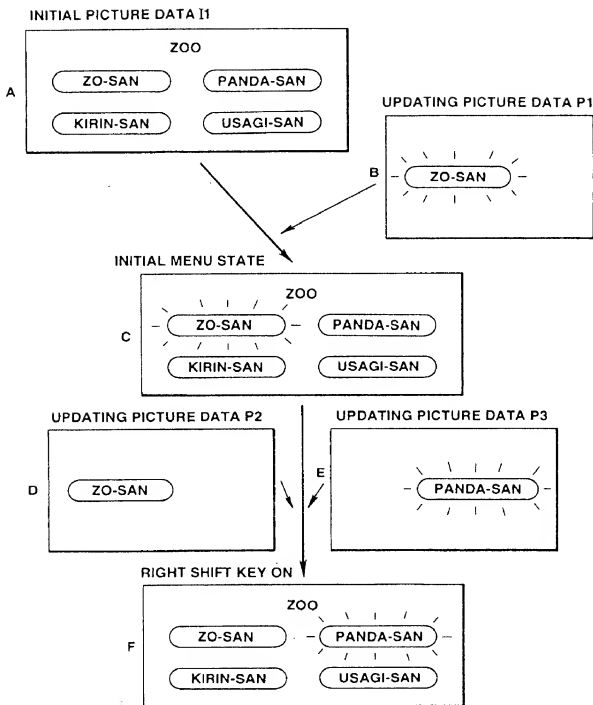 INITIAL PICTURE DATA I1
A
ZOO
ZO-SAN PANDA-SAN
KIRIN-SAN USAGI-SAN
UPDATING PICTURE DATA P1
B
ZO-SAN
INITIAL MENU STATE
C
ZOO
ZO-SAN PANDA-SAN
KIRIN-SAN USAGI-SAN
UPDATING PICTURE DATA P2
D
ZO-SAN
UPDATING PICTURE DATA P3
E
PANDA-SAN
RIGHT SHIFT KEY ON
F
ZOO
ZO-SAN PANDA-SAN
KIRIN-SAN USAGI-SAN